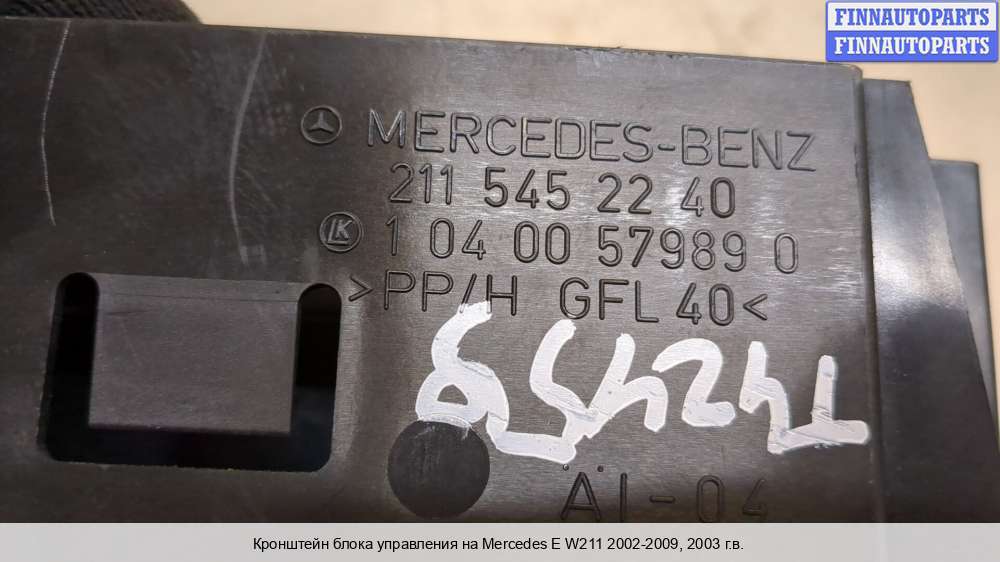 FINNAUTOPARTS
FINNAUTOPARTS
MERCEDES-BENZ
211 545 22 40
LK 1 04 00 57989 0
>PP/H GFL 40<
AI-04
Кронштейн блока управления на Mercedes E W211 2002-2009, 2003 г.в.